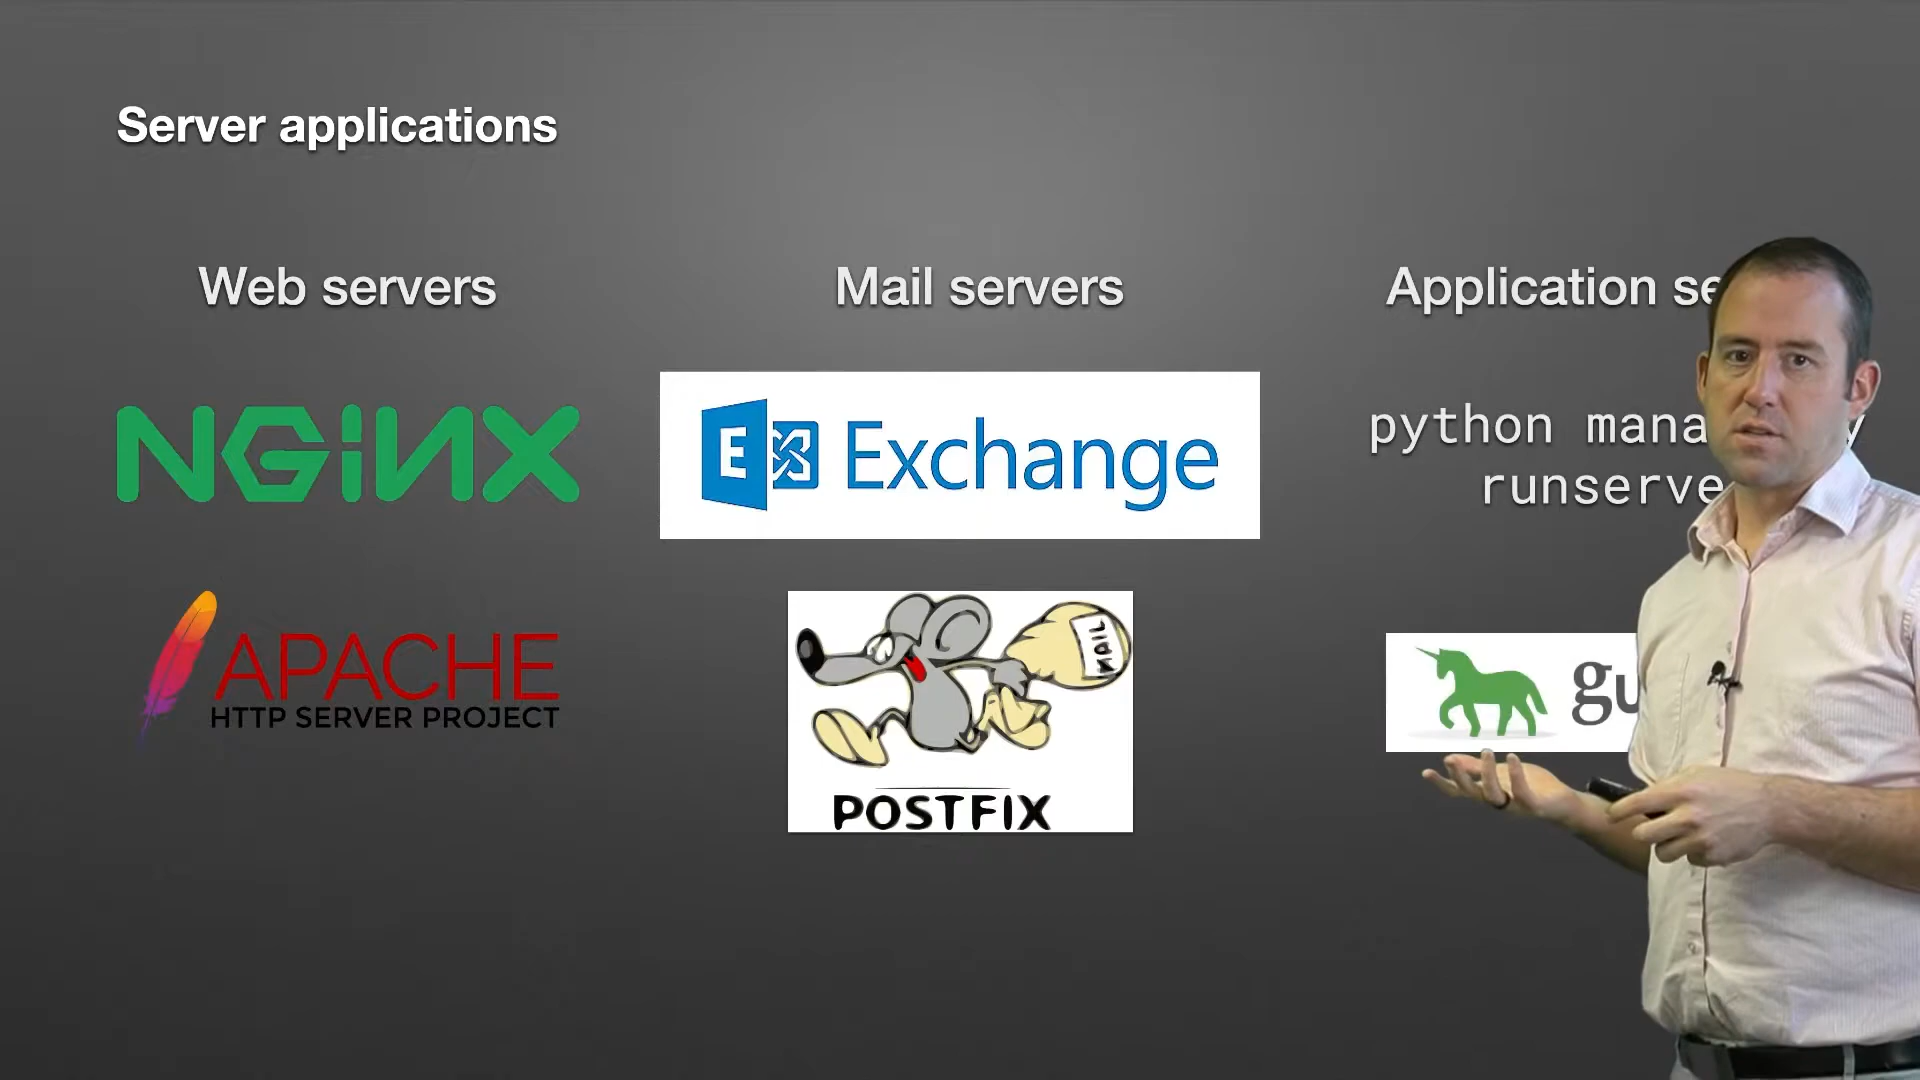 Server applications
Web servers
Mail servers
Application se
NGINX
E Exchange
python mana y
runserve
APACHE
HTTP SERVER PROJECT
MAIL
POSTFIX
gu